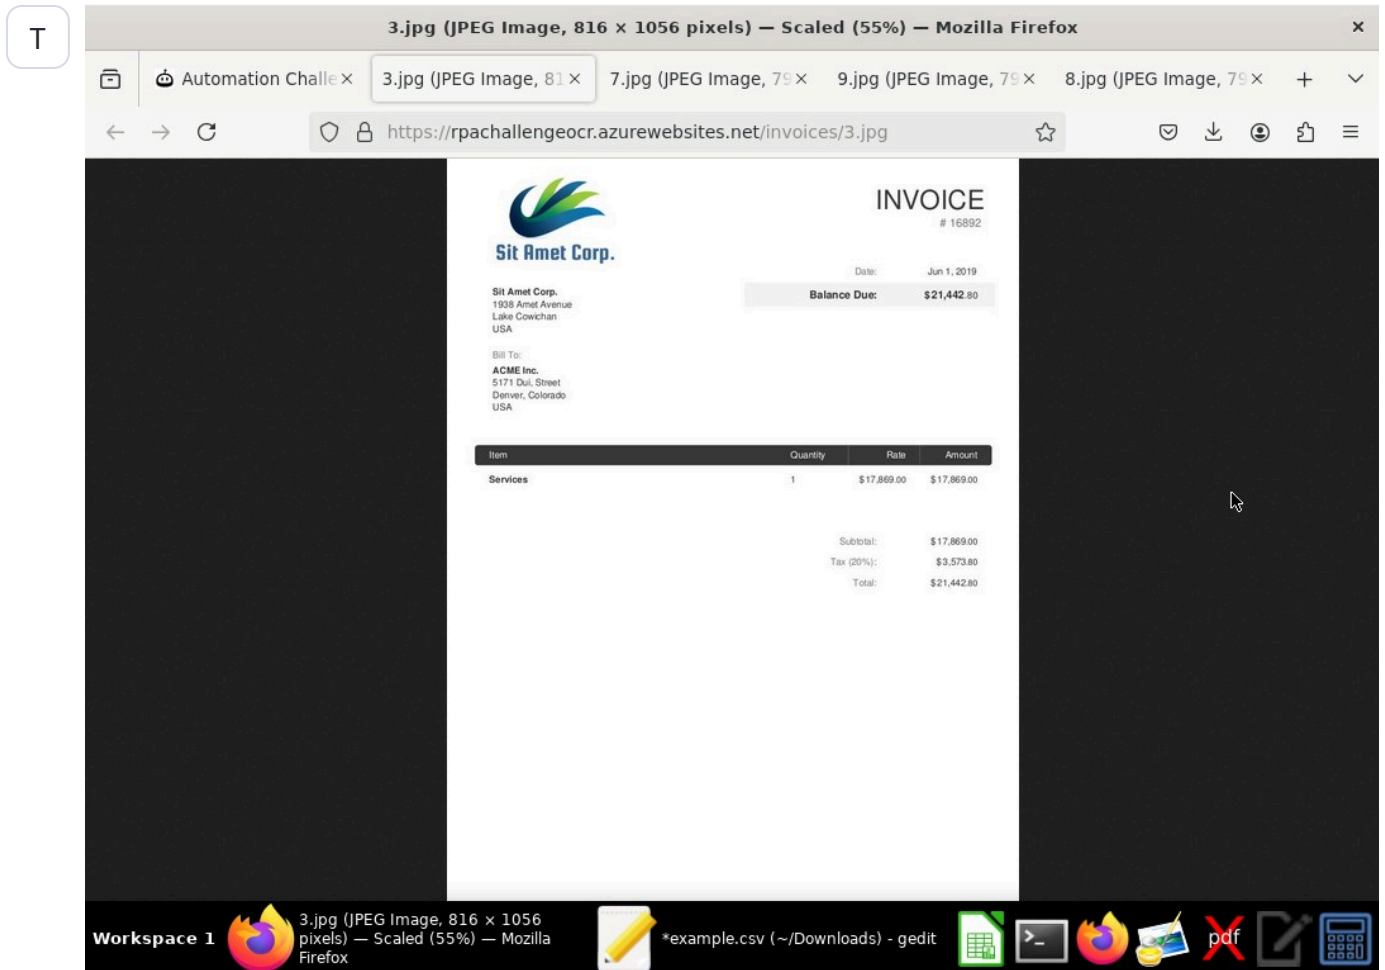 T
3.jpg (JPEG Image, 816 × 1056 pixels) — Scaled (55%) — Mozilla Firefox
Automation Challe
3.jpg (JPEG Image, 81
7.jpg (JPEG Image, 79
9.jpg (JPEG Image, 79
8.jpg (JPEG Image, 79
https://rpachallengeocr.azurewebsites.net/invoices/3.jpg
Sit Amet Corp.
INVOICE
# 16892
Date: Jun 1, 2019
Balance Due: $21,442.80
Sit Amet Corp.
1938 Amet Avenue
Lake Cowichan
USA
Bill To:
ACME Inc.
5171 Dui, Street
Denver, Colorado
USA
Item Quantity Rate Amount
Services 1 $17,869.00 $17,869.00
Subtotal: $17,869.00
Tax (20%): $3,573.80
Total: $21,442.80
Workspace 1
3.jpg (JPEG Image, 816 × 1056
pixels) — Scaled (55%) — Mozilla
Firefox
*example.csv (~/Downloads) - gedit
pdf